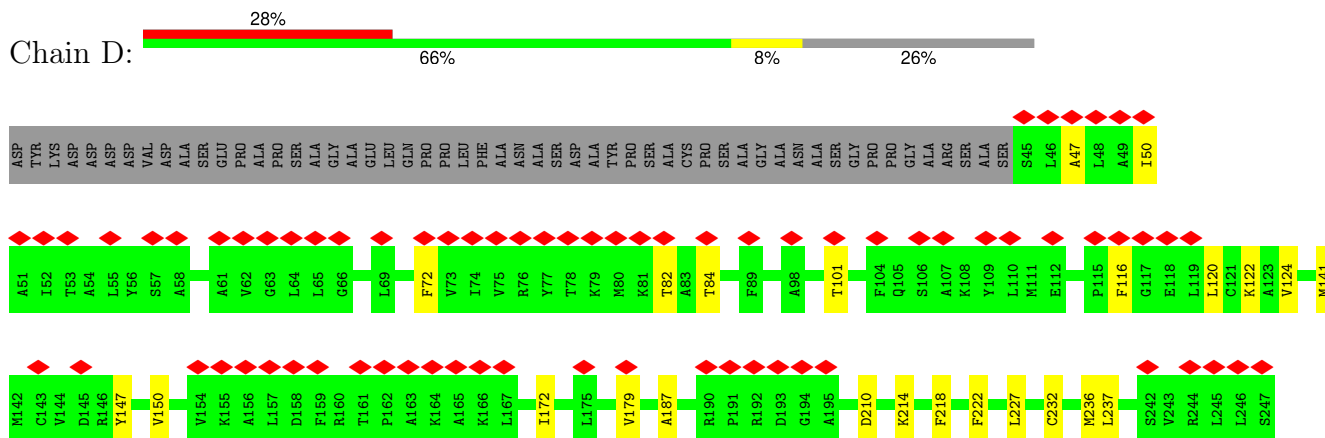 28%
Chain D:
66% 8% 26%
ASP TYR LYS ASP ASP ASP ASP VAL ASP ALA SER GLU PRO ALA PRO SER ALA GLY ALA GLU LEU GLN PRO PRO LEU PHE ALA ASN ALA SER ASP ALA TYR PRO SER ALA CYS PRO SER ALA GLY ALA ASN ALA SER GLY PRO PRO GLY ALA ARG SER ALA SER S45 L46 A47 L48 A49 I50
A51 I52 T53 A54 L55 Y56 S57 A58 A61 V62 G63 L64 L65 G66 L69 F72 V73 I74 V75 R76 Y77 T78 K79 M80 K81 T82 A83 T84 F89 A98 T101 F104 Q105 S106 A107 K108 Y109 L110 M111 E112 P115 F116 G117 E118 L119 L120 C121 K122 A123 V124 M141
M142 C143 V144 D145 R146 Y147 V150 V154 K155 A156 L157 D158 F159 R160 T161 P162 A163 K164 A165 K166 L167 I172 L175 V179 A187 R190 P191 R192 D193 G194 A195 D210 K214 F218 F222 L227 C232 M236 L237 S242 V243 R244 L245 L246 S247